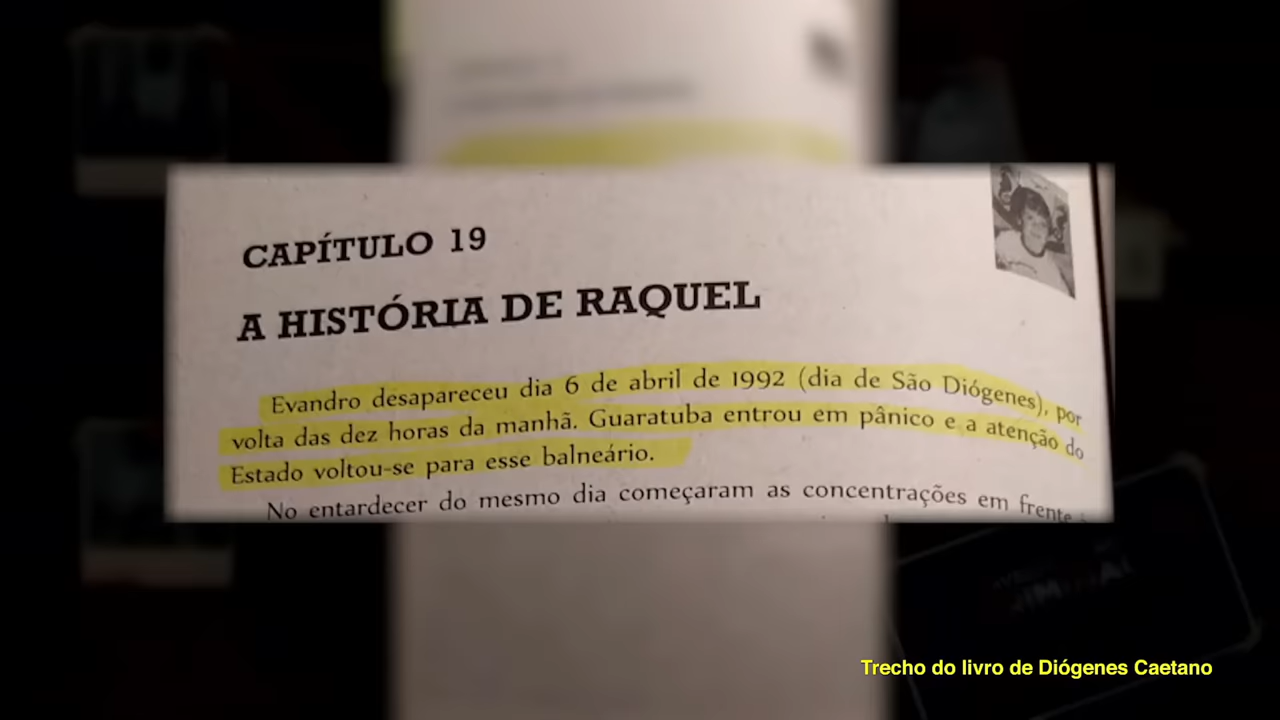 CAPÍTULO 19
A HISTÓRIA DE RAQUEL
Evandro desapareceu dia 6 de abril de 1992 (dia de São Diógenes), por
volta das dez horas da manhã. Guaratuba entrou em pânico e a atenção do
Estado voltou-se para esse balneário.
No entardecer do mesmo dia começaram as concentrações em frente
Trecho do livro de Diógenes Caetano